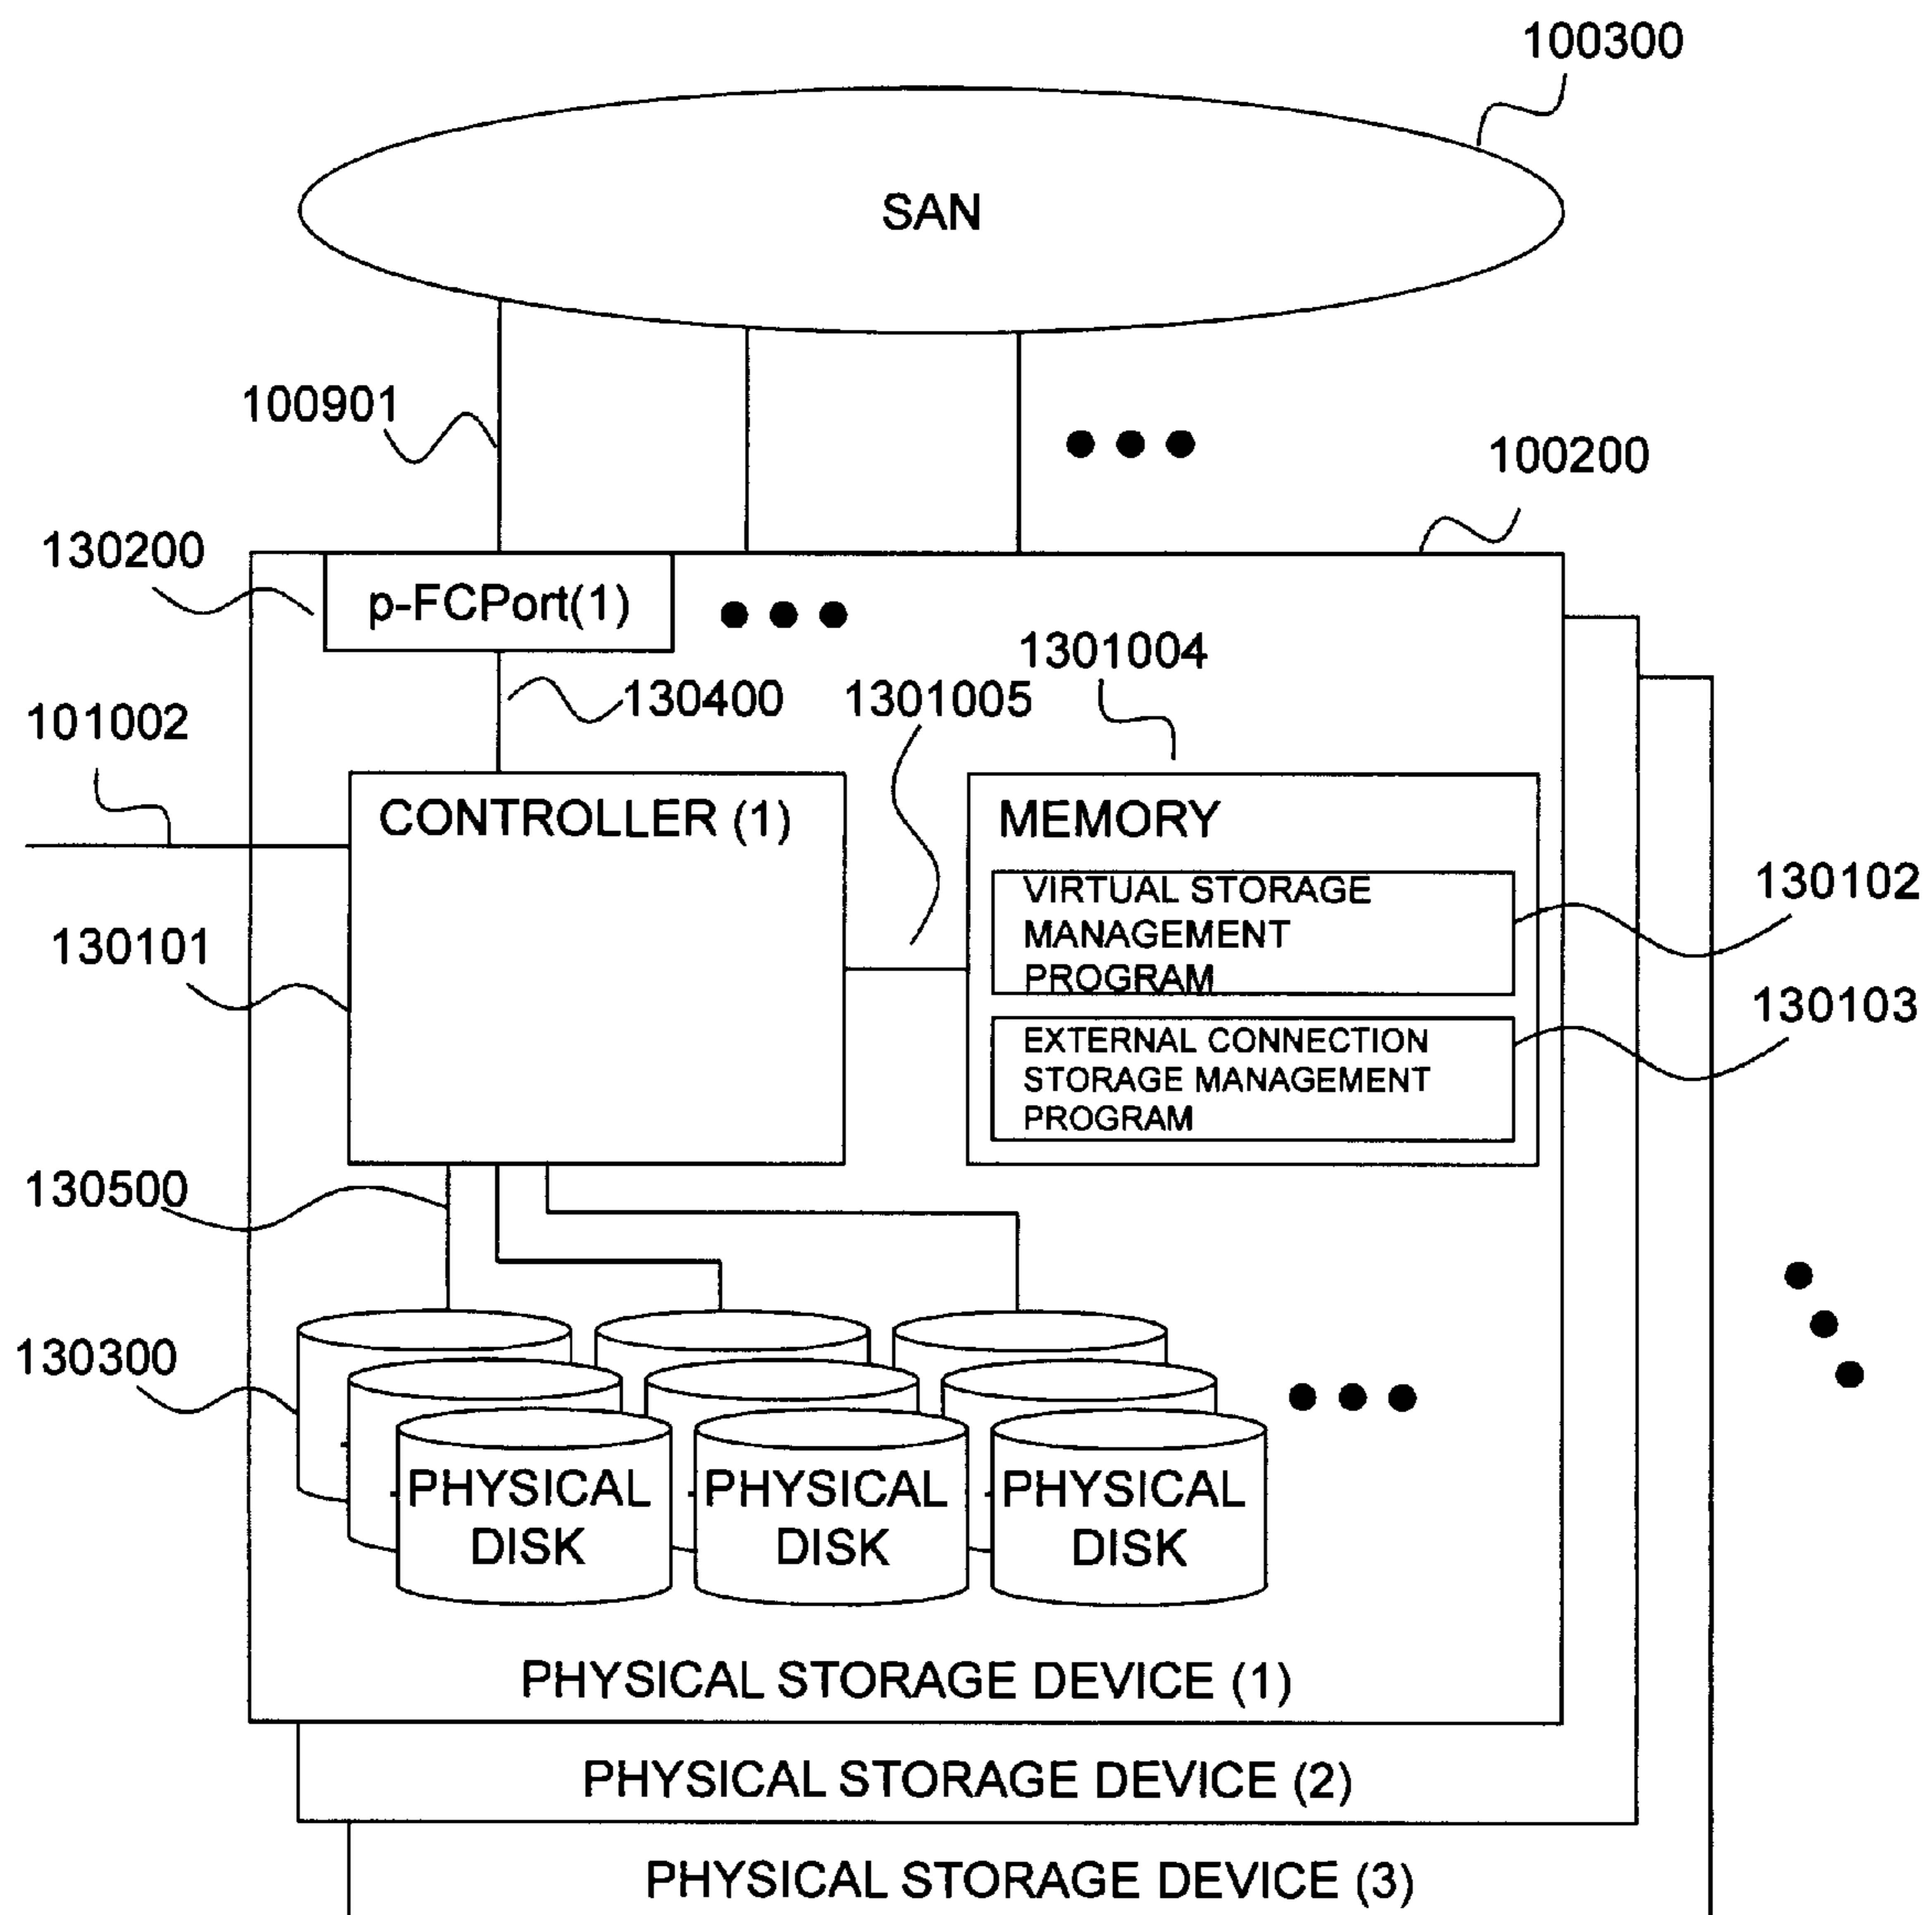 100300
SAN
100901
100200
130200
p-FCPort(1)
1301004
130400
1301005
101002
CONTROLLER (1)
MEMORY
VIRTUAL STORAGE
MANAGEMENT
PROGRAM
130102
130101
130103
EXTERNAL CONNECTION
STORAGE MANAGEMENT
PROGRAM
130500
130300
PHYSICAL
DISK
PHYSICAL
DISK
PHYSICAL
DISK
PHYSICAL STORAGE DEVICE (1)
PHYSICAL STORAGE DEVICE (2)
PHYSICAL STORAGE DEVICE (3)